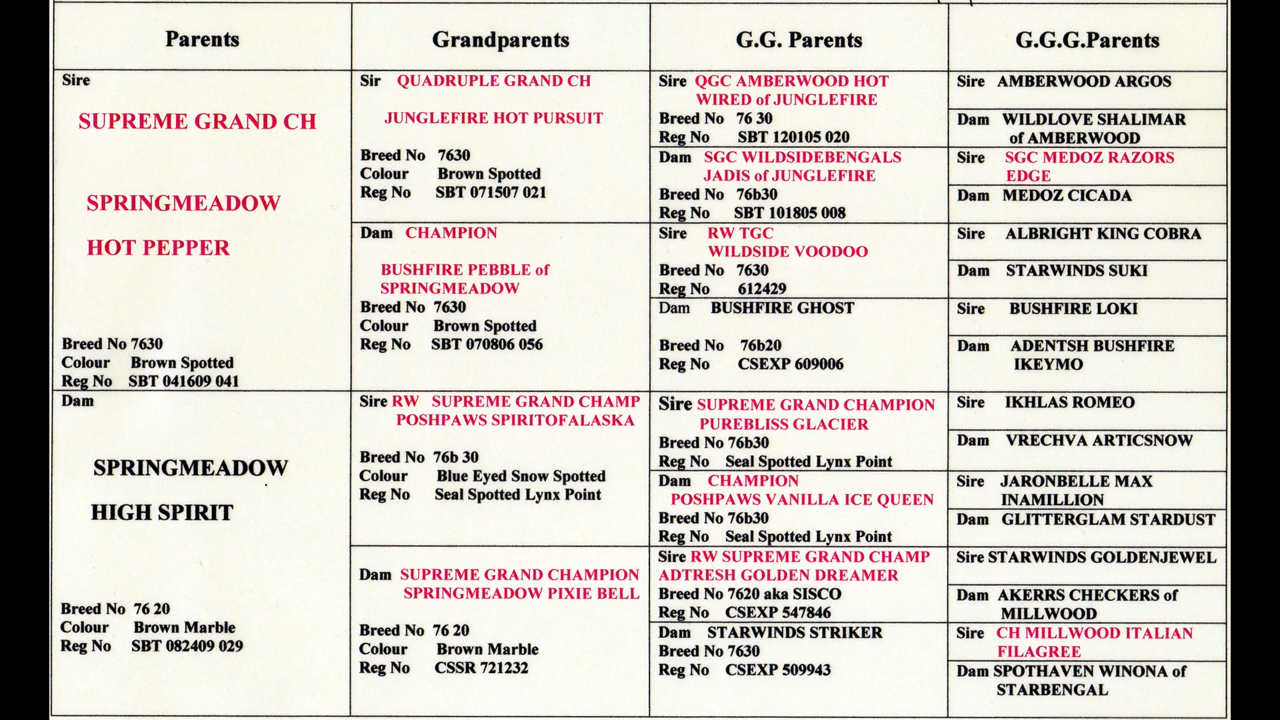 Parents
Grandparents
G.G. Parents
G.G.G.Parents
Sire
SUPREME GRAND CH
SPRINGMEADOW
HOT PEPPER
Breed No 7630
Colour Brown Spotted
Reg No SBT 041609 041
Dam
SPRINGMEADOW
HIGH SPIRIT
Breed No 76 20
Colour Brown Marble
Reg No SBT 082409 029
Sir QUADRUPLE GRAND CH
JUNGLEFIRE HOT PURSUIT
Breed No 7630
Colour Brown Spotted
Reg No SBT 071507 021
Dam CHAMPION
BUSHFIRE PEBBLE of
SPRINGMEADOW
Breed No 7630
Colour Brown Spotted
Reg No SBT 070806 056
Sire RW SUPREME GRAND CHAMP
POSHPAWS SPIRITOFALASKA
Breed No 76b 30
Colour Blue Eyed Snow Spotted
Reg No Seal Spotted Lynx Point
Dam SUPREME GRAND CHAMPION
SPRINGMEADOW PIXIE BELL
Breed No 76 20
Colour Brown Marble
Reg No CSSR 721232
Sire QGC AMBERWOOD HOT
WIRED of JUNGLEFIRE
Breed No 76 30
Reg No SBT 120105 020
Dam SGC WILDSIDEBENGALS
JADIS of JUNGLEFIRE
Breed No 76b30
Reg No SBT 101805 008
Sire RW TGC
WILDSIDE VOODOO
Breed No 7630
Reg No 612429
Dam BUSHFIRE GHOST
Breed No 76b20
Reg No CSEXP 609006
Sire SUPREME GRAND CHAMPION
PUREBLISS GLACIER
Breed No 76b30
Reg No Seal Spotted Lynx Point
Dam CHAMPION
POSHPAWS VANILLA ICE QUEEN
Breed No 76b30
Reg No Seal Spotted Lynx Point
Sire RW SUPREME GRAND CHAMP
ADTRESH GOLDEN DREAMER
Breed No 7620 aka SISCO
Reg No CSEXP 547846
Dam STARWINDS STRIKER
Breed No 7630
Reg No CSEXP 509943
Sire AMBERWOOD ARGOS
Dam WILDLOVE SHALIMAR
of AMBERWOOD
Sire SGC MEDOZ RAZORS
EDGE
Dam MEDOZ CICADA
Sire ALBRIGHT KING COBRA
Dam STARWINDS SUKI
Sire BUSHFIRE LOKI
Dam ADENTSH BUSHFIRE
IKEYMO
Sire IKHLAS ROMEO
Dam VRECHVA ARTICSNOW
Sire JARONBELLE MAX
INAMILLION
Dam GLITTERGLAM STARDUST
Sire STARWINDS GOLDENJEWEL
Dam AKERRS CHECKERS of
MILLWOOD
Sire CH MILLWOOD ITALIAN
FILAGREE
Dam SPOTHAVEN WINONA of
STARBENGAL